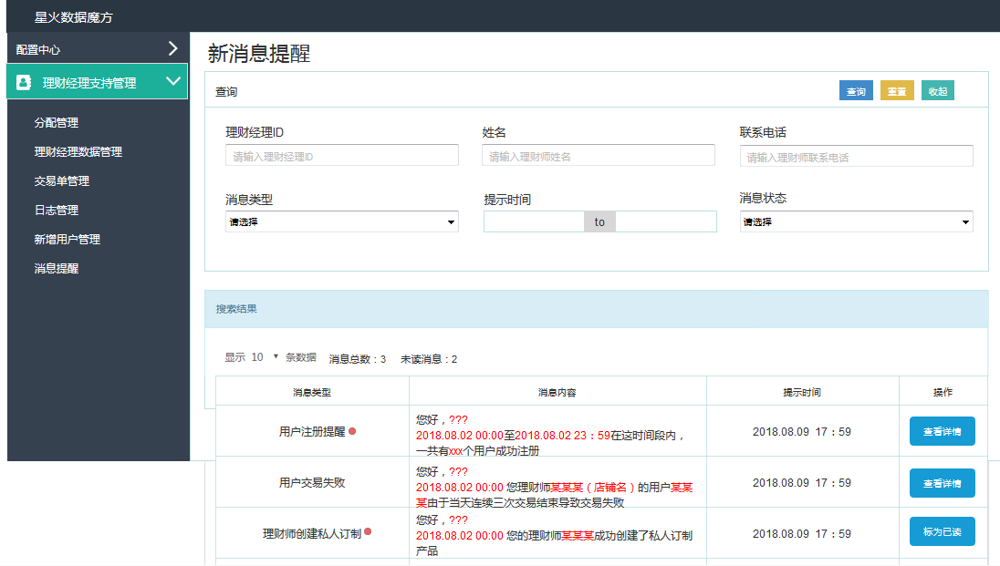 星火数据魔方
配置中心
理财经理支持管理
分配管理
理财经理数据管理
交易单管理
日志管理
新增用户管理
消息提醒
新消息提醒
查询
查询 重置 收起
理财经理ID 姓名 联系电话
请输入理财经理ID 请输入理财师姓名 请输入理财师联系电话
消息类型 提示时间 消息状态
请选择 to 请选择
搜索结果
显示 10 条数据 消息总数：3 未读消息：2
消息类型 消息内容 提示时间 操作
用户注册提醒
您好，???
2018.08.02 00:00至2018.08.02 23：59在这时间段内，
一共有xxx个用户成功注册
2018.08.09 17：59 查看详情
用户交易失败
您好，???
2018.08.02 00:00 您理财师某某某（店铺名）的用户某某
某由于当天连续三次交易结束导致交易失败
2018.08.09 17：59 查看详情
理财师创建私人订制
您好，???
2018.08.02 00:00 您的理财师某某某成功创建了私人订制
产品
2018.08.09 17：59 标为已读